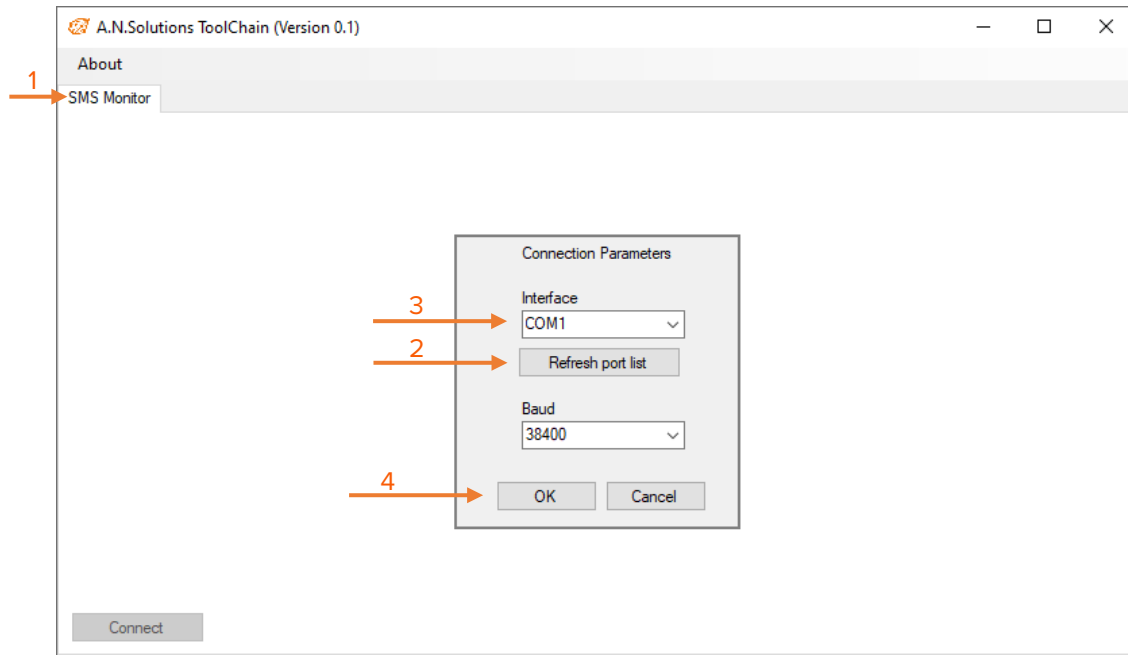 A.N.Solutions ToolChain (Version 0.1)
About
1
SMS Monitor
Connection Parameters
Interface
3
COM1
2
Refresh port list
Baud
38400
4
OK Cancel
Connect